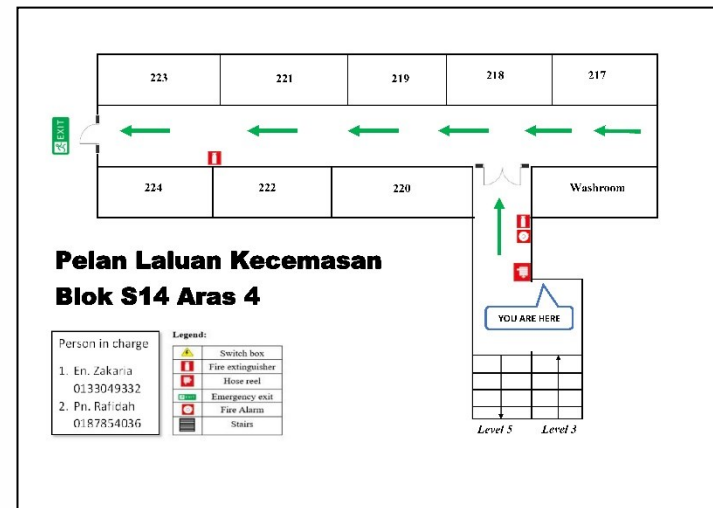 223 221 219 218 217
EXIT
224 222 220 Washroom
Pelan Laluan Kecemasan
Blok S14 Aras 4
YOU ARE HERE
Person in charge
1. En. Zakaria
0133049332
2. Pn. Rafidah
0187854036
Legend:
Switch box
Fire extinguisher
Hose reel
EXIT Emergency exit
Fire Alarm
Stairs
Level 5 Level 3